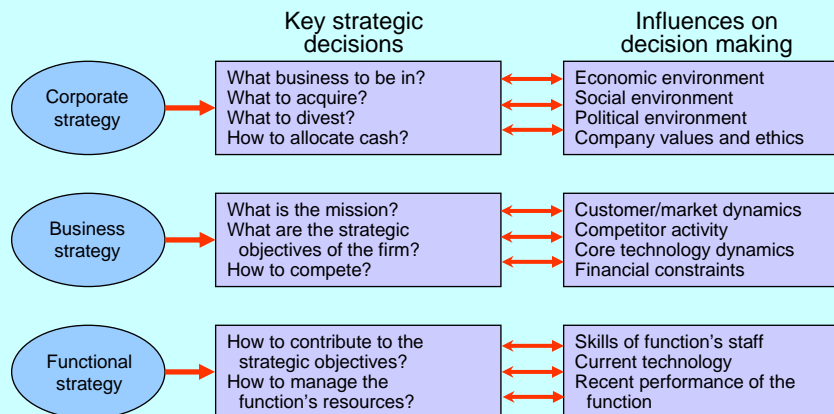 Key strategic
decisions
Influences on
decision making
Corporate
strategy
What business to be in?
What to acquire?
What to divest?
How to allocate cash?
Economic environment
Social environment
Political environment
Company values and ethics
Business
strategy
What is the mission?
What are the strategic
objectives of the firm?
How to compete?
Customer/market dynamics
Competitor activity
Core technology dynamics
Financial constraints
Functional
strategy
How to contribute to the
strategic objectives?
How to manage the
function’s resources?
Skills of function’s staff
Current technology
Recent performance of the
function